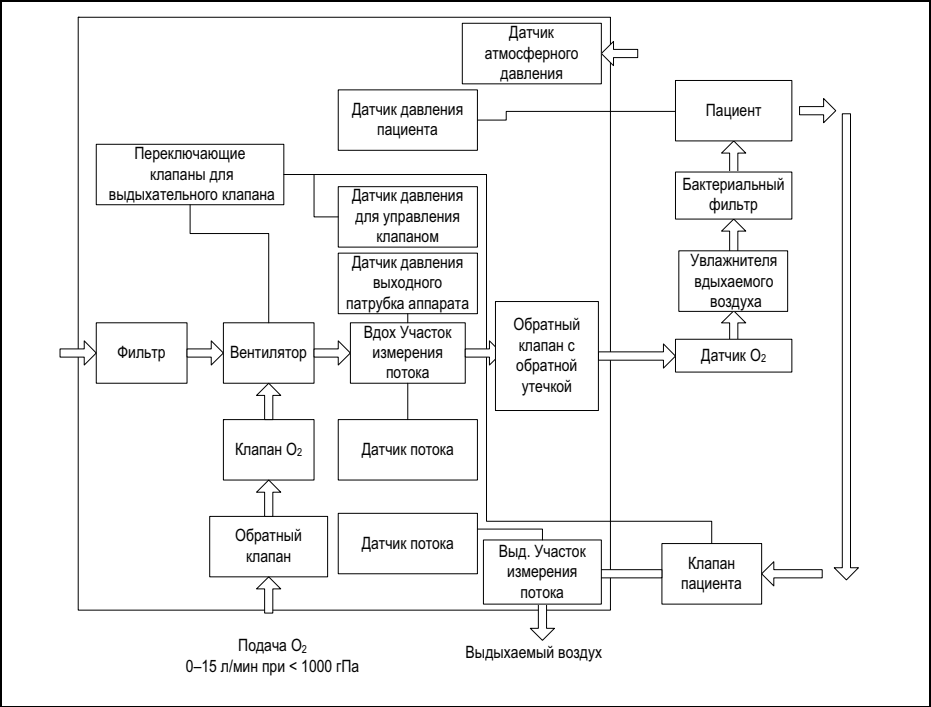 Датчик
атмосферного
давления
Датчик давления
пациента
Пациент
Переключающие
клапаны для
выдыхательного клапана
Датчик давления
для управления
клапаном
Бактериальный
фильтр
Датчик давления
выходного
патрубка аппарата
Увлажнителя
вдыхаемого
воздуха
Фильтр
Вентилятор
Вдох Участок
измерения
потока
Обратный
клапан с
обратной
утечкой
Датчик O₂
Клапан O₂
Датчик потока
Обратный
клапан
Датчик потока
Выд. Участок
измерения
потока
Клапан
пациента
Подача O₂
0–15 л/мин при < 1000 гПа
Выдыхаемый воздух